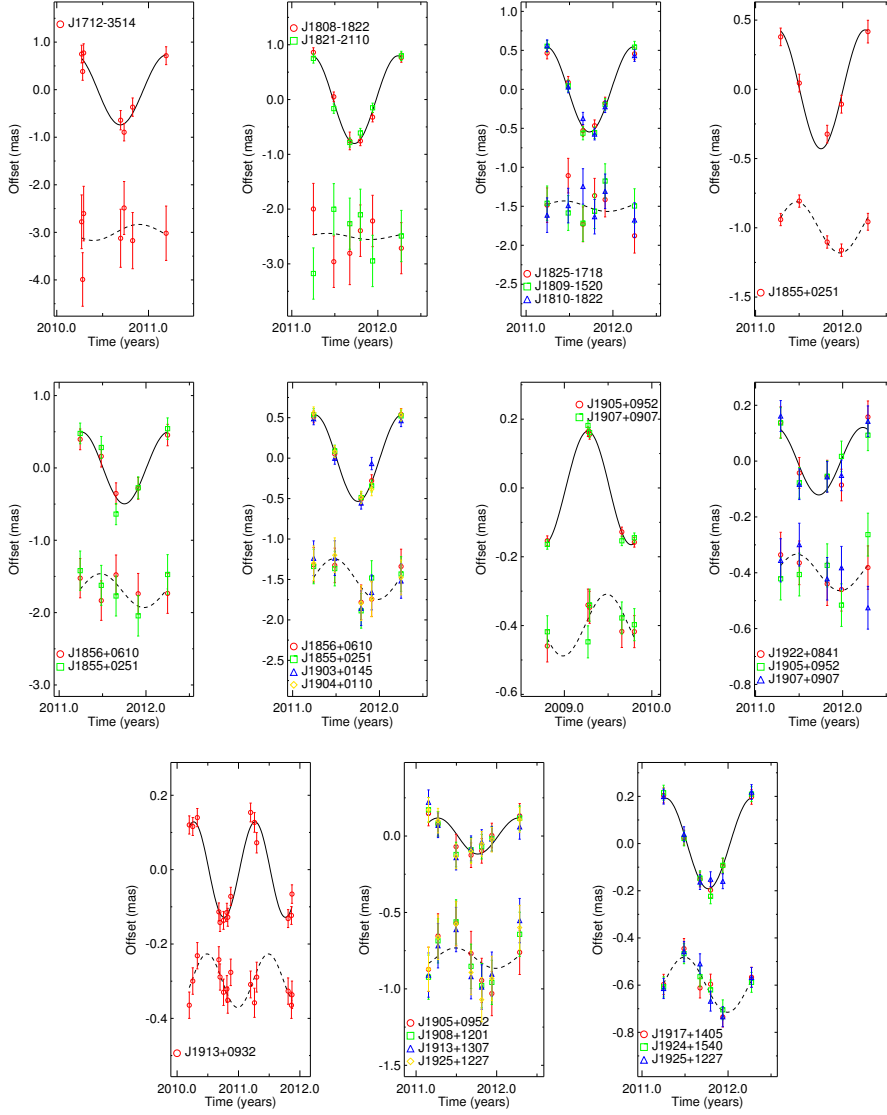 J1712-3514
1.0
0.0
-1.0
-2.0
-3.0
-4.0
Offset (mas)
2010.0
2011.0
Time (years)
J1808-1822
J1821-2110
1.0
0.0
-1.0
-2.0
-3.0
Offset (mas)
2011.0
2012.0
Time (years)
1.0
0.5
0.0
-0.5
-1.0
-1.5
-2.0
-2.5
Offset (mas)
J1825-1718
J1809-1520
J1810-1822
2011.0
2012.0
Time (years)
0.5
0.0
-0.5
-1.0
-1.5
Offset (mas)
J1855+0251
2011.0
2012.0
Time (years)
1.0
0.0
-1.0
-2.0
-3.0
Offset (mas)
J1856+0610
J1855+0251
2011.0
2012.0
Time (years)
0.5
0.0
-0.5
-1.0
-1.5
-2.0
-2.5
Offset (mas)
J1856+0610
J1855+0251
J1903+0145
J1904+0110
2011.0
2012.0
Time (years)
J1905+0952
J1907+0907
0.2
0.0
-0.2
-0.4
-0.6
Offset (mas)
2009.0
2010.0
Time (years)
0.2
0.0
-0.2
-0.4
-0.6
-0.8
Offset (mas)
J1922+0841
J1905+0952
J1907+0907
2011.0
2012.0
Time (years)
0.2
0.0
-0.2
-0.4
Offset (mas)
J1913+0932
2010.0
2011.0
2012.0
Time (years)
0.5
0.0
-0.5
-1.0
-1.5
Offset (mas)
J1905+0952
J1908+1201
J1913+1307
J1925+1227
2011.0
2012.0
Time (years)
0.2
0.0
-0.2
-0.4
-0.6
-0.8
Offset (mas)
J1917+1405
J1924+1540
J1925+1227
2011.0
2012.0
Time (years)